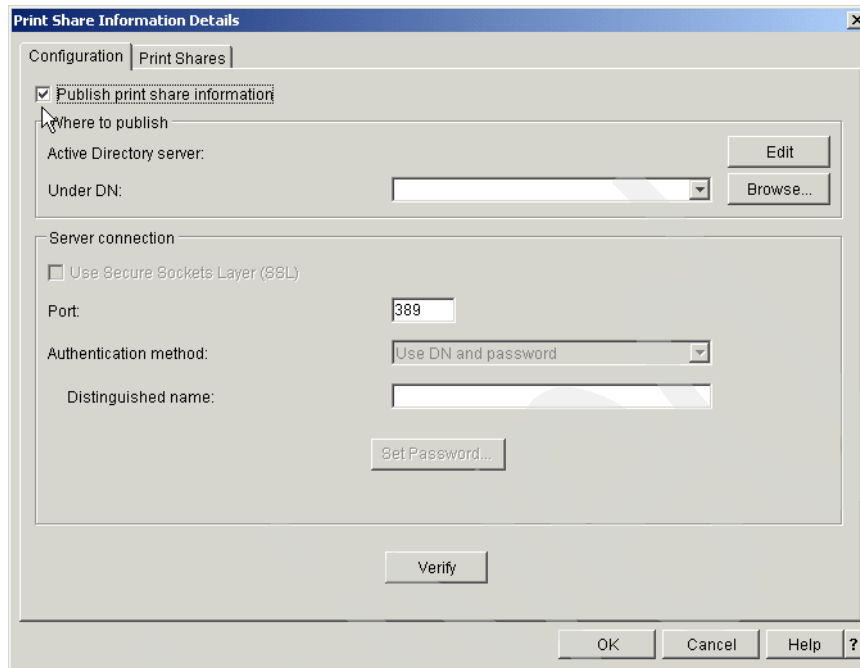 Print Share Information Details
Configuration Print Shares
Publish print share information
Where to publish
Active Directory server: Edit
Under DN: Browse...
Server connection
Use Secure Sockets Layer (SSL)
Port: 389
Authentication method: Use DN and password
Distinguished name:
Set Password...
Verify
OK Cancel Help ?